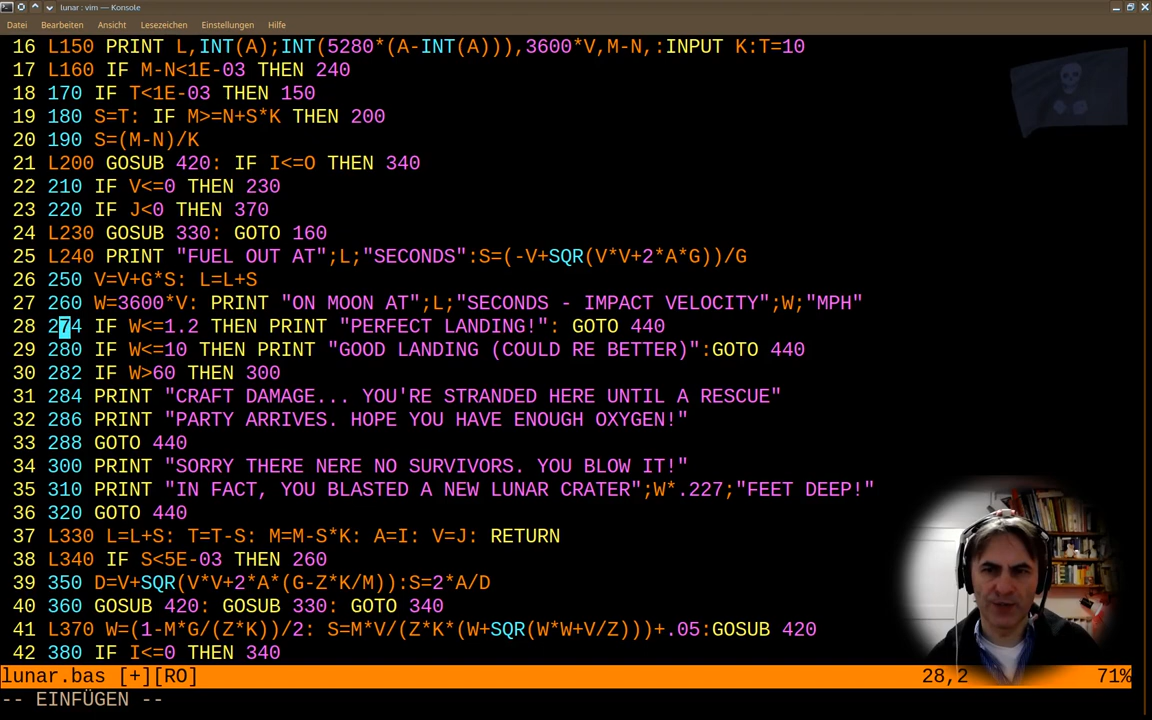 lunar : vim — Konsole
Datei Bearbeiten Ansicht Lesezeichen Einstellungen Hilfe
16 L150 PRINT L,INT(A);INT(5280*(A-INT(A))),3600*V,M-N,:INPUT K:T=10
17 L160 IF M-N<1E-03 THEN 240
18 170 IF T<1E-03 THEN 150
19 180 S=T: IF M>=N+S*K THEN 200
20 190 S=(M-N)/K
21 L200 GOSUB 420: IF I<=O THEN 340
22 210 IF V<=0 THEN 230
23 220 IF J<0 THEN 370
24 L230 GOSUB 330: GOTO 160
25 L240 PRINT "FUEL OUT AT";L;"SECONDS":S=(-V+SQR(V*V+2*A*G))/G
26 250 V=V+G*S: L=L+S
27 260 W=3600*V: PRINT "ON MOON AT";L;"SECONDS - IMPACT VELOCITY";W;"MPH"
28 274 IF W<=1.2 THEN PRINT "PERFECT LANDING!": GOTO 440
29 280 IF W<=10 THEN PRINT "GOOD LANDING (COULD RE BETTER)":GOTO 440
30 282 IF W>60 THEN 300
31 284 PRINT "CRAFT DAMAGE... YOU'RE STRANDED HERE UNTIL A RESCUE"
32 286 PRINT "PARTY ARRIVES. HOPE YOU HAVE ENOUGH OXYGEN!"
33 288 GOTO 440
34 300 PRINT "SORRY THERE NERE NO SURVIVORS. YOU BLOW IT!"
35 310 PRINT "IN FACT, YOU BLASTED A NEW LUNAR CRATER";W*.227;"FEET DEEP!"
36 320 GOTO 440
37 L330 L=L+S: T=T-S: M=M-S*K: A=I: V=J: RETURN
38 L340 IF S<5E-03 THEN 260
39 350 D=V+SQR(V*V+2*A*(G-Z*K/M)):S=2*A/D
40 360 GOSUB 420: GOSUB 330: GOTO 340
41 L370 W=(1-M*G/(Z*K))/2: S=M*V/(Z*K*(W+SQR(W*W+V/Z)))+.05:GOSUB 420
42 380 IF I<=0 THEN 340
lunar.bas [+][RO] 28,2 71%
-- EINFÜGEN --